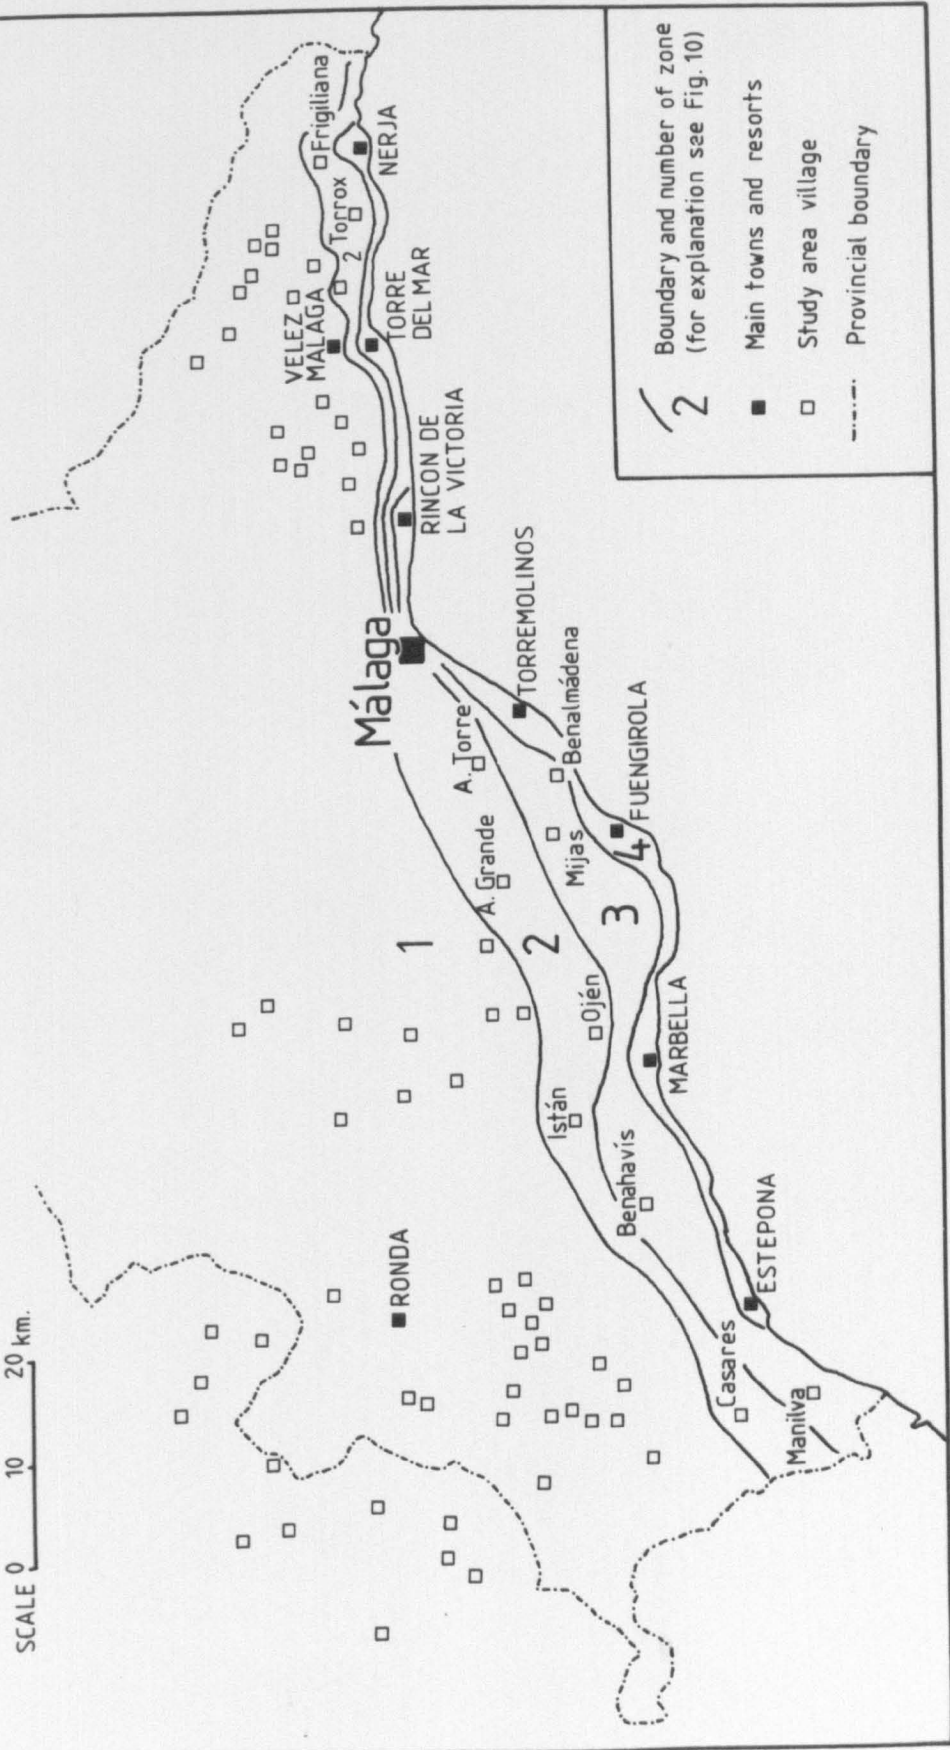 SCALE 0 10 20 km.
RONDA
Málaga
VELEZ
MALAGA
Frigiliana
2 Torrox
NERJA
TORRE
DEL MAR
RINCON DE
LA VICTORIA
1
A. Torre
TORREMOLINOS
A. Grande
Benalmádena
2
Mijas
FUENGIROLA
4
3
Ojén
Istán
MARBELLA
Benahavís
ESTEPONA
Casares
Manilva
2
Boundary and number of zone
(for explanation see Fig. 10)
Main towns and resorts
Study area village
Provincial boundary